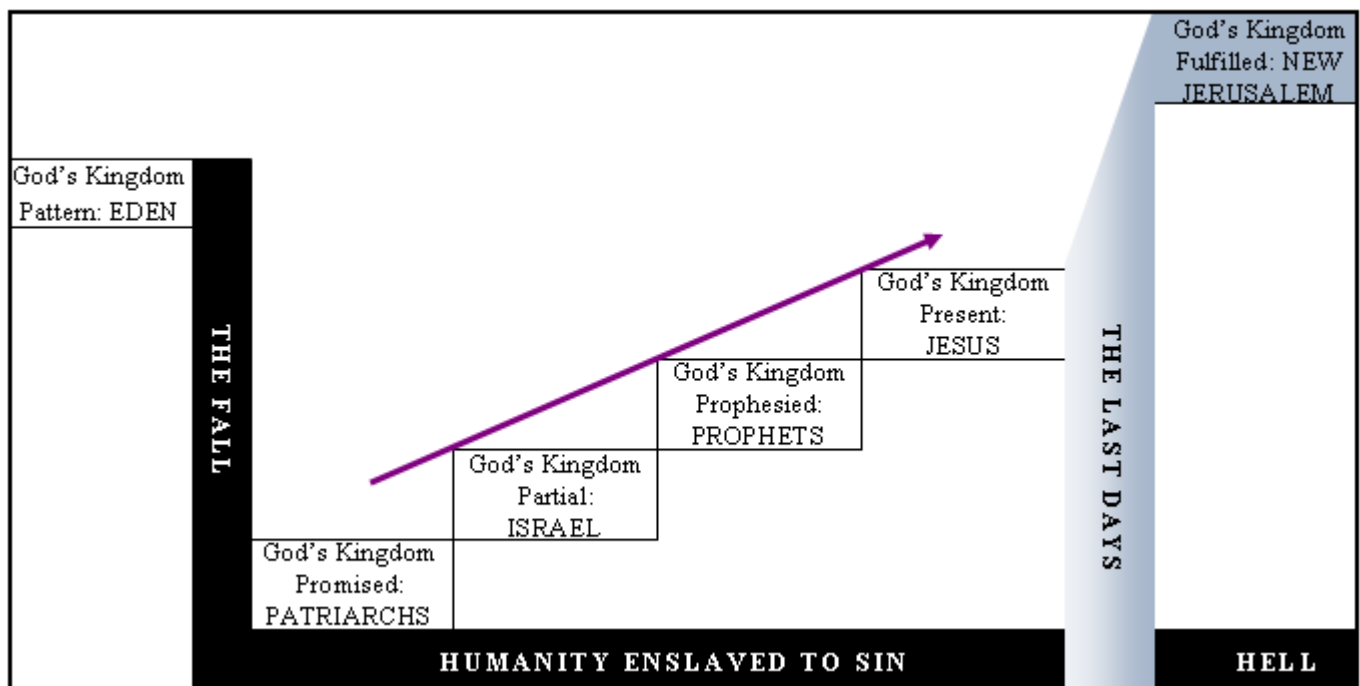 God's Kingdom
Pattern: EDEN
THE FALL
God's Kingdom
Promised:
PATRIARCHS
God's Kingdom
Partial:
ISRAEL
God's Kingdom
Prophesied:
PROPHETS
God's Kingdom
Present:
JESUS
THE LAST DAYS
God's Kingdom
Fulfilled: NEW
JERUSALEM
HUMANITY ENSLAVED TO SIN
HELL